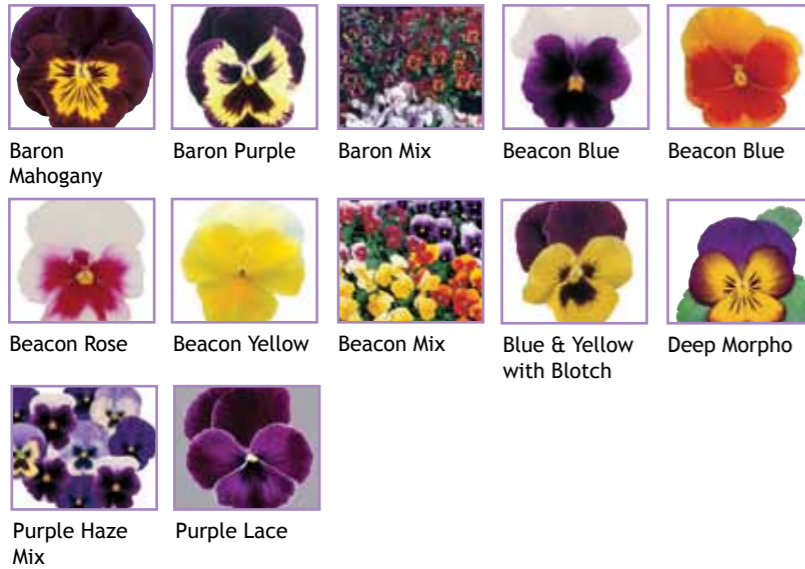 Baron
Mahogany
Baron Purple
Baron Mix
Beacon Blue
Beacon Blue
Beacon Rose
Beacon Yellow
Beacon Mix
Blue & Yellow
with Blotch
Deep Morpho
Purple Haze
Mix
Purple Lace